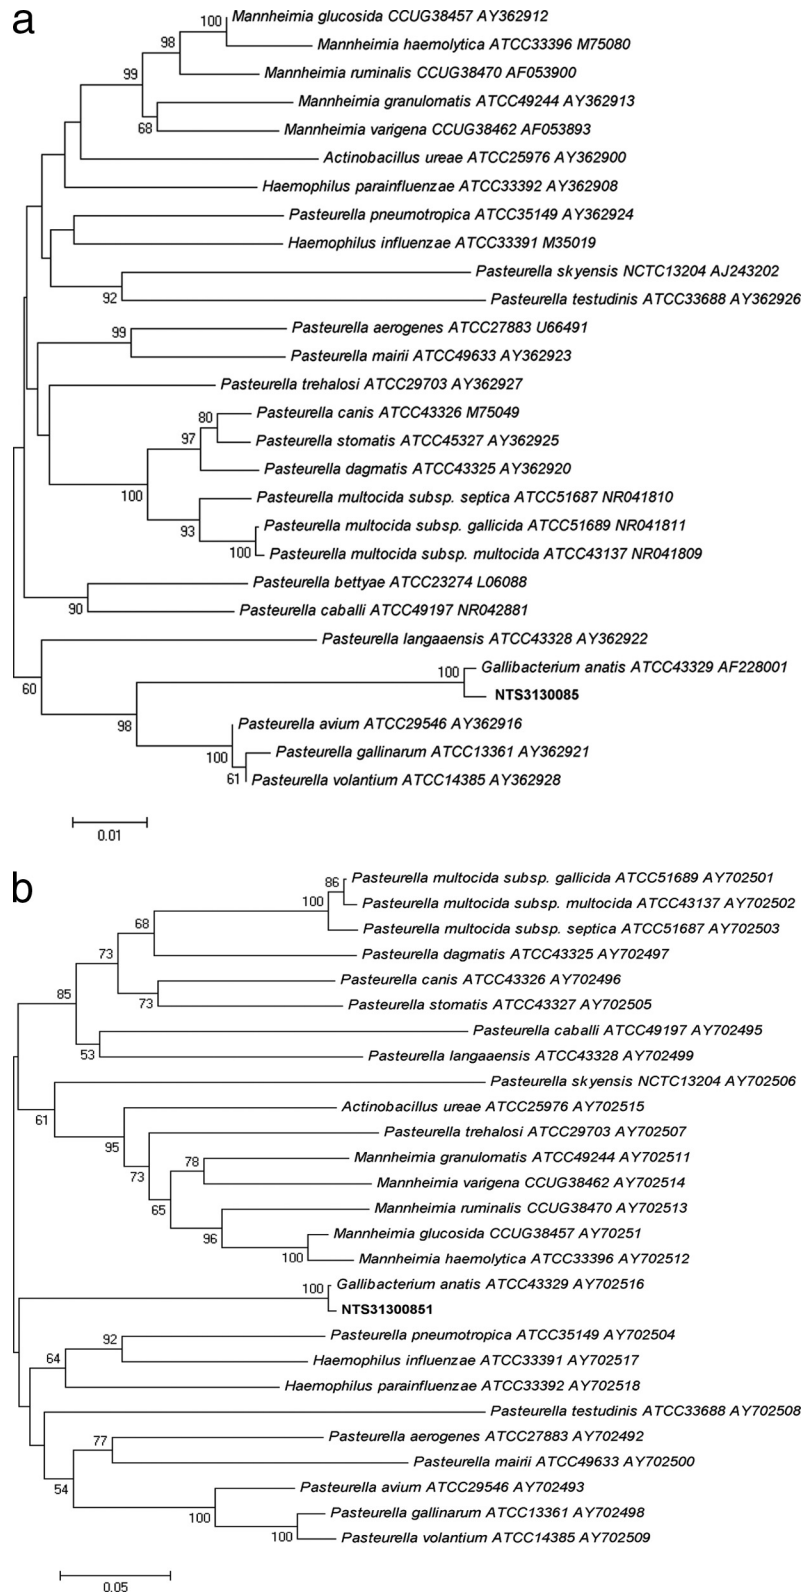 a
100
Mannheimia glucosida CCUG38457 AY362912
98
Mannheimia haemolytica ATCC33396 M75080
99
Mannheimia ruminalis CCUG38470 AF053900
Mannheimia granulomatis ATCC49244 AY362913
68
Mannheimia varigena CCUG38462 AF053893
Actinobacillus ureae ATCC25976 AY362900
Haemophilus parainfluenzae ATCC33392 AY362908
Pasteurella pneumotropica ATCC35149 AY362924
Haemophilus influenzae ATCC33391 M35019
Pasteurella skyensis NCTC13204 AJ243202
92
Pasteurella testudinis ATCC33688 AY362926
99
Pasteurella aerogenes ATCC27883 U66491
Pasteurella mairii ATCC49633 AY362923
Pasteurella trehalosi ATCC29703 AY362927
80
Pasteurella canis ATCC43326 M75049
97
Pasteurella stomatis ATCC45327 AY362925
Pasteurella dagmatis ATCC43325 AY362920
100
Pasteurella multocida subsp. septica ATCC51687 NR041810
93
Pasteurella multocida subsp. gallicida ATCC51689 NR041811
100
Pasteurella multocida subsp. multocida ATCC43137 NR041809
Pasteurella bettyae ATCC23274 L06088
90
Pasteurella caballi ATCC49197 NR042881
Pasteurella langaaensis ATCC43328 AY362922
60
100
Gallibacterium anatis ATCC43329 AF228001
NTS3130085
98
Pasteurella avium ATCC29546 AY362916
100
Pasteurella gallinarum ATCC13361 AY362921
61
Pasteurella volantium ATCC14385 AY362928
0.01
b
86
Pasteurella multocida subsp. gallicida ATCC51689 AY702501
100
Pasteurella multocida subsp. multocida ATCC43137 AY702502
68
Pasteurella multocida subsp. septica ATCC51687 AY702503
73
Pasteurella dagmatis ATCC43325 AY702497
Pasteurella canis ATCC43326 AY702496
85
73
Pasteurella stomatis ATCC43327 AY702505
Pasteurella caballi ATCC49197 AY702495
53
Pasteurella langaaensis ATCC43328 AY702499
Pasteurella skyensis NCTC13204 AY702506
61
Actinobacillus ureae ATCC25976 AY702515
95
Pasteurella trehalosi ATCC29703 AY702507
73
78
Mannheimia granulomatis ATCC49244 AY702511
Mannheimia varigena CCUG38462 AY702514
65
Mannheimia ruminalis CCUG38470 AY702513
96
Mannheimia glucosida CCUG38457 AY70251
100
Mannheimia haemolytica ATCC33396 AY702512
100
Gallibacterium anatis ATCC43329 AY702516
NTS31300851
92
Pasteurella pneumotropica ATCC35149 AY702504
64
Haemophilus influenzae ATCC33391 AY702517
Haemophilus parainfluenzae ATCC33392 AY702518
Pasteurella testudinis ATCC33688 AY702508
77
Pasteurella aerogenes ATCC27883 AY702492
Pasteurella mairii ATCC49633 AY702500
54
Pasteurella avium ATCC29546 AY702493
100
Pasteurella gallinarum ATCC13361 AY702498
100
Pasteurella volantium ATCC14385 AY702509
0.05